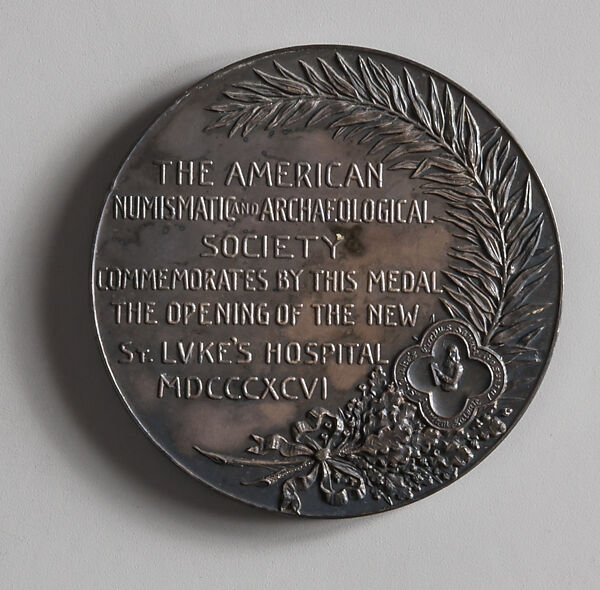 THE AMERICAN
NUMISMATIC AND ARCHAEOLOGICAL
SOCIETY
COMMEMORATES BY THIS MEDAL
THE OPENING OF THE NEW
ST. LVKE'S HOSPITAL
MDCCCXCVI